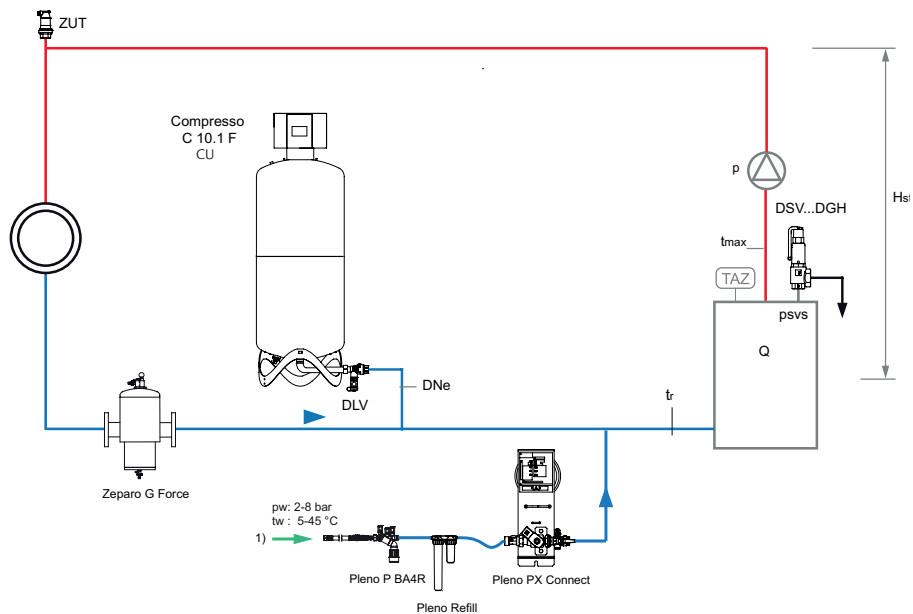 ZUT
Compresso
C 10.1 F
CU
p
Hst
DSV...DGH
tmax
TAZ
psvs
Q
DNe
DLV
tr
Zeparo G Force
pw: 2-8 bar
tw : 5-45 °C
1)
Pleno P BA4R
Pleno PX Connect
Pleno Refill